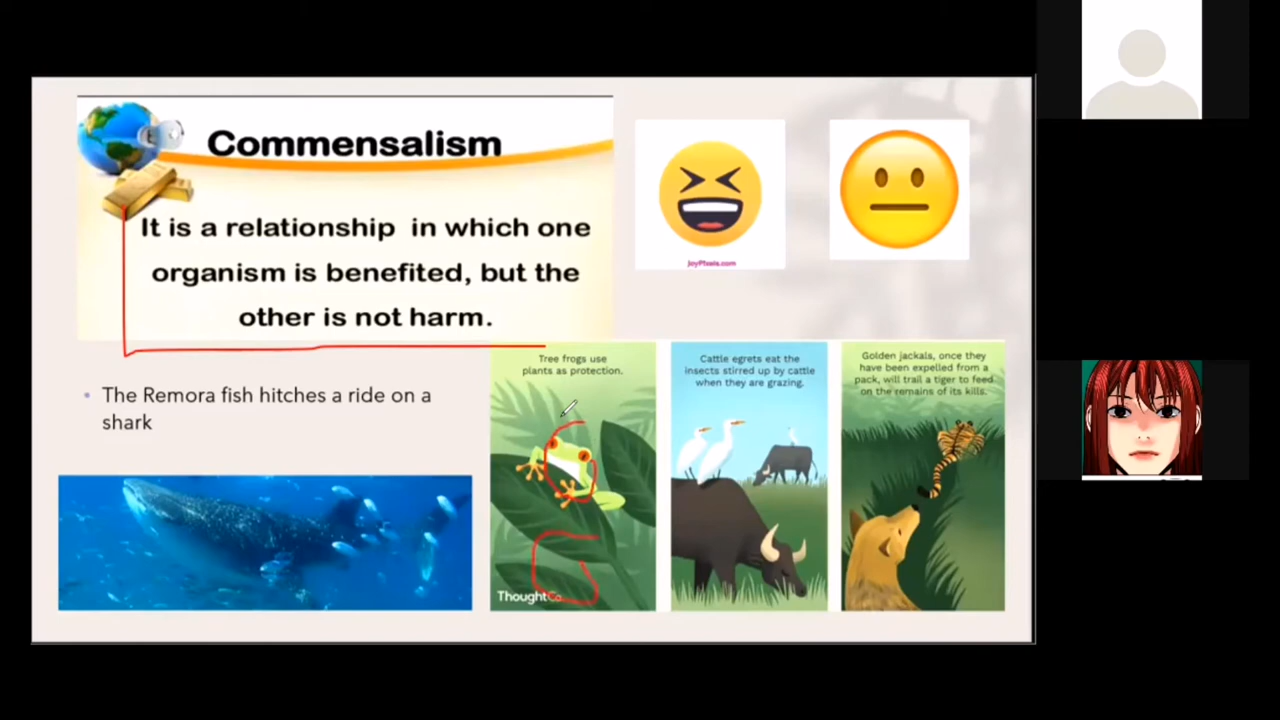 Commensalism
It is a relationship in which one
organism is benefited, but the
other is not harm.
JoyPixels.com
The Remora fish hitches a ride on a
shark
Tree frogs use
plants as protection.
ThoughtCo.
Cattle egrets eat the
insects stirred up by cattle
when they are grazing.
Golden jackals, once they
have been expelled from a
pack, will trail a tiger to feed
on the remains of its kills.